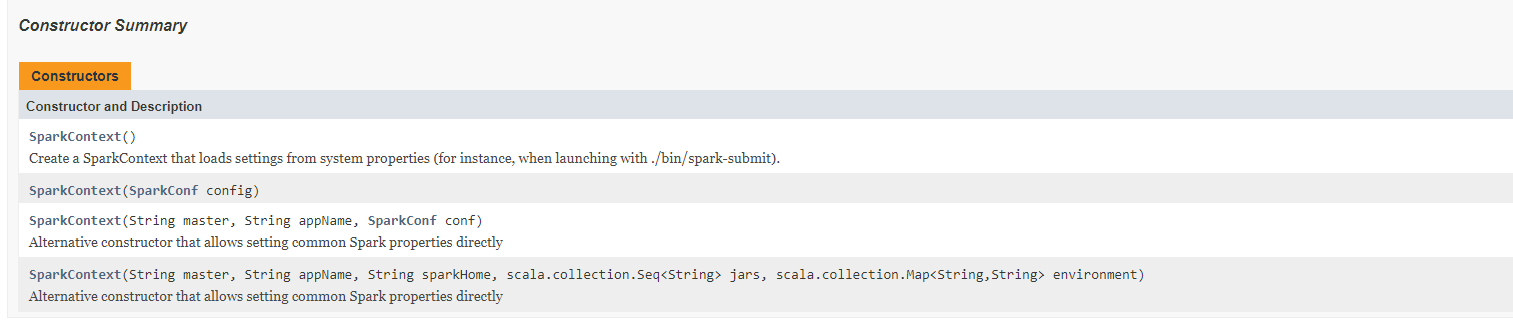 Constructor Summary
Constructors
Constructor and Description
SparkContext()
Create a SparkContext that loads settings from system properties (for instance, when launching with ./bin/spark-submit).
SparkContext(SparkConf config)
SparkContext(String master, String appName, SparkConf conf)
Alternative constructor that allows setting common Spark properties directly
SparkContext(String master, String appName, String sparkHome, scala.collection.Seq<String> jars, scala.collection.Map<String,String> environment)
Alternative constructor that allows setting common Spark properties directly